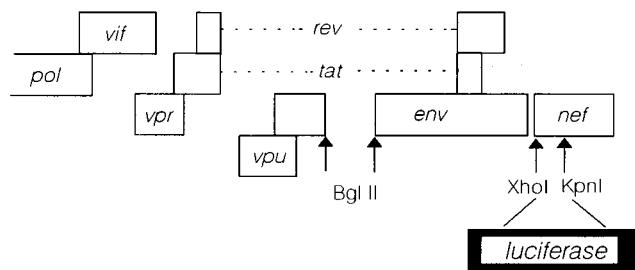 vif
rev
pol
tat
vpr
env
nef
vpu
Bgl II
XhoI KpnI
luciferase